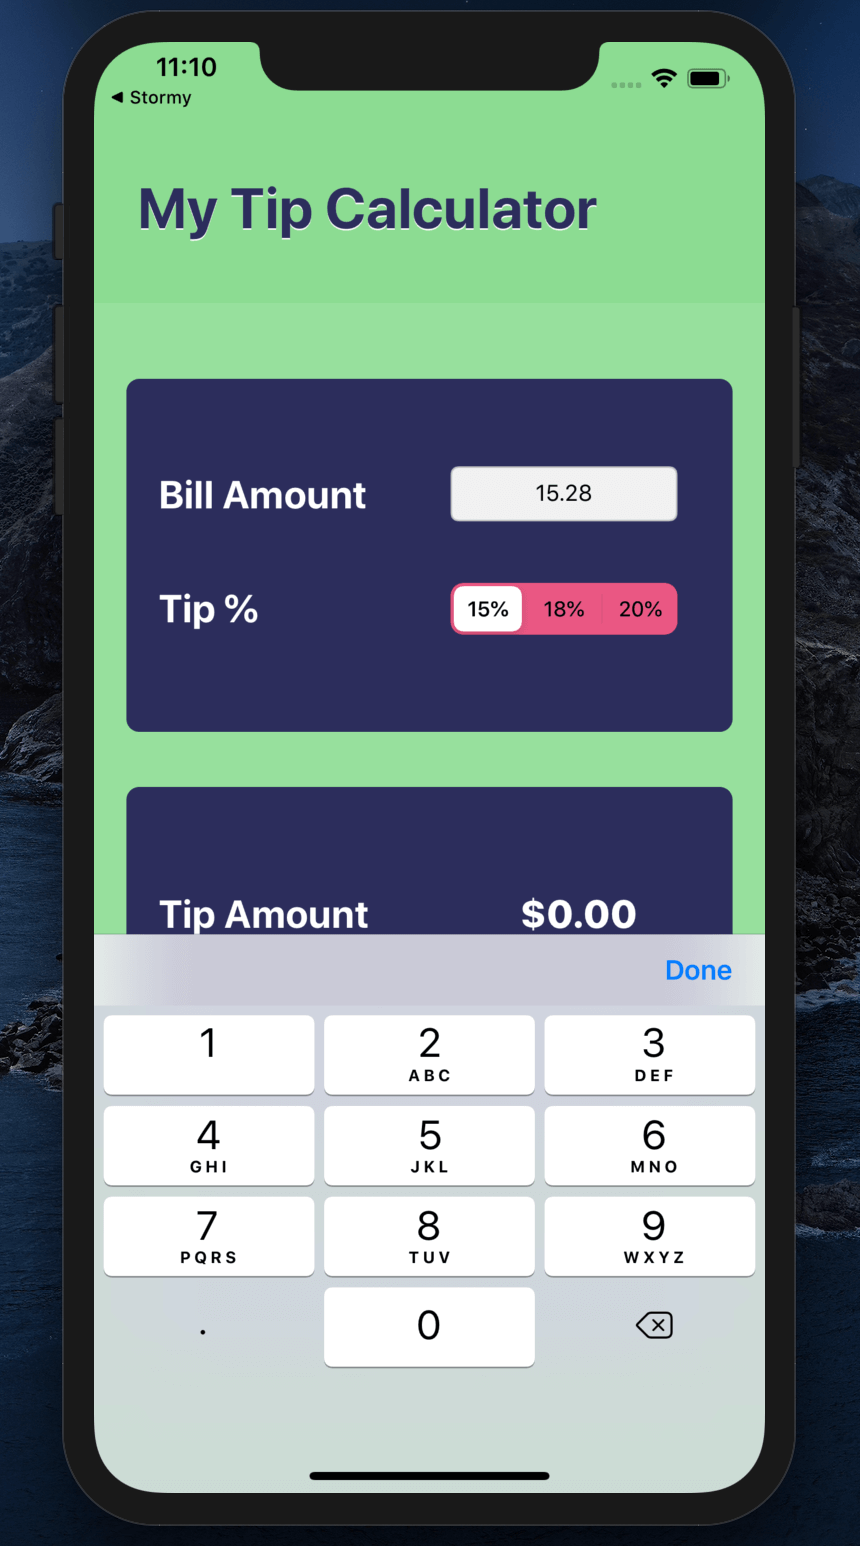 11:10
◀ Stormy
My Tip Calculator
Bill Amount 15.28
Tip % 15% 18% 20%
Tip Amount $0.00
Done
1 2 3
ABC DEF
4 5 6
GHI JKL MNO
7 8 9
PQRS TUV WXYZ
. 0